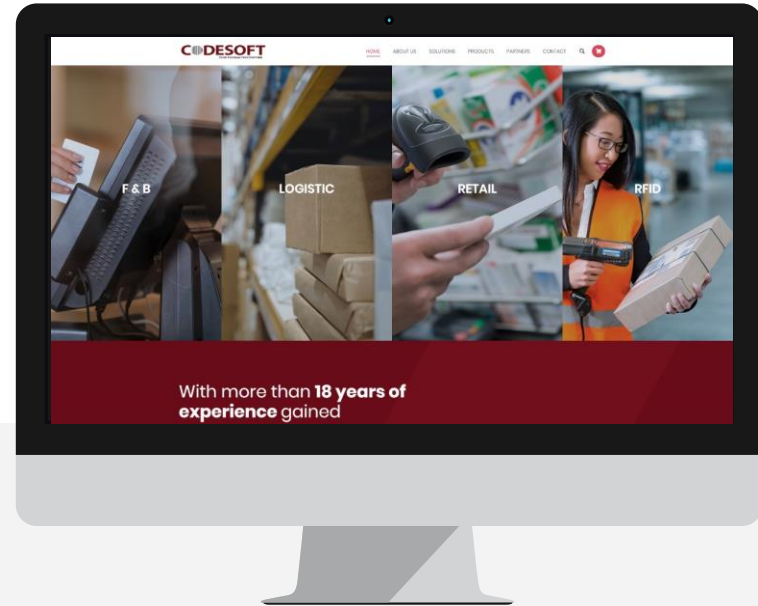 CODESOFT
HOME ABOUT US SOLUTIONS PRODUCTS PARTNERS CONTACT
F & B
LOGISTIC
RETAIL
RFID
With more than 18 years of
experience gained